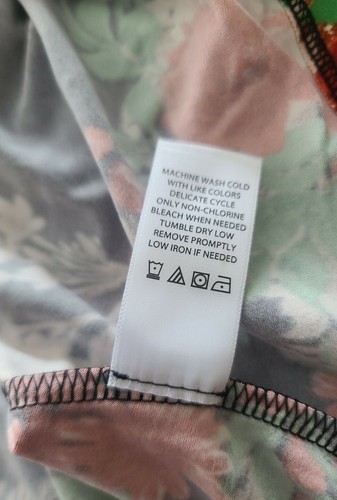 MACHINE WASH COLD
WITH LIKE COLORS
DELICATE CYCLE
ONLY NON-CHLORINE
BLEACH WHEN NEEDED
TUMBLE DRY LOW
REMOVE PROMPTLY
LOW IRON IF NEEDED